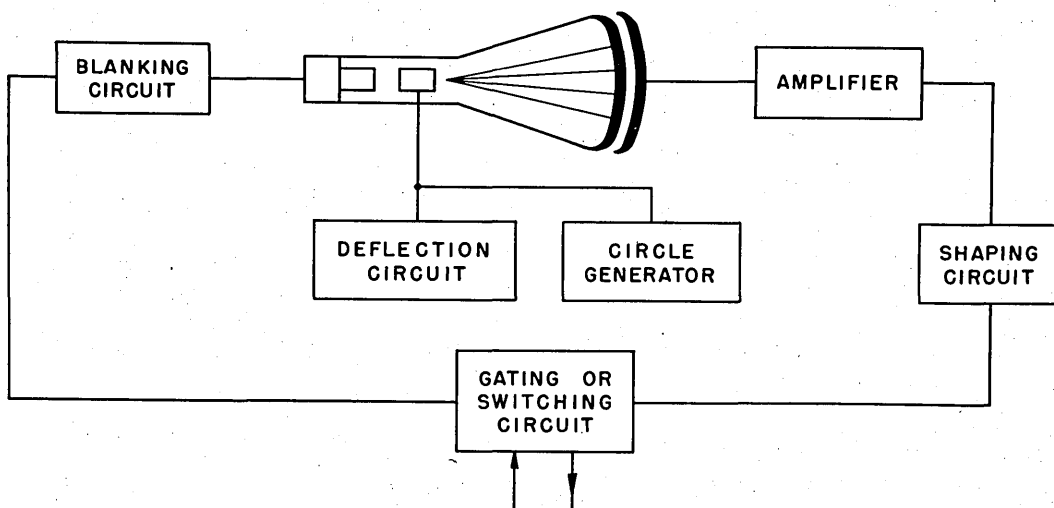 BLANKING
CIRCUIT
AMPLIFIER
DEFLECTION
CIRCUIT
CIRCLE
GENERATOR
SHAPING
CIRCUIT
GATING OR
SWITCHING
CIRCUIT